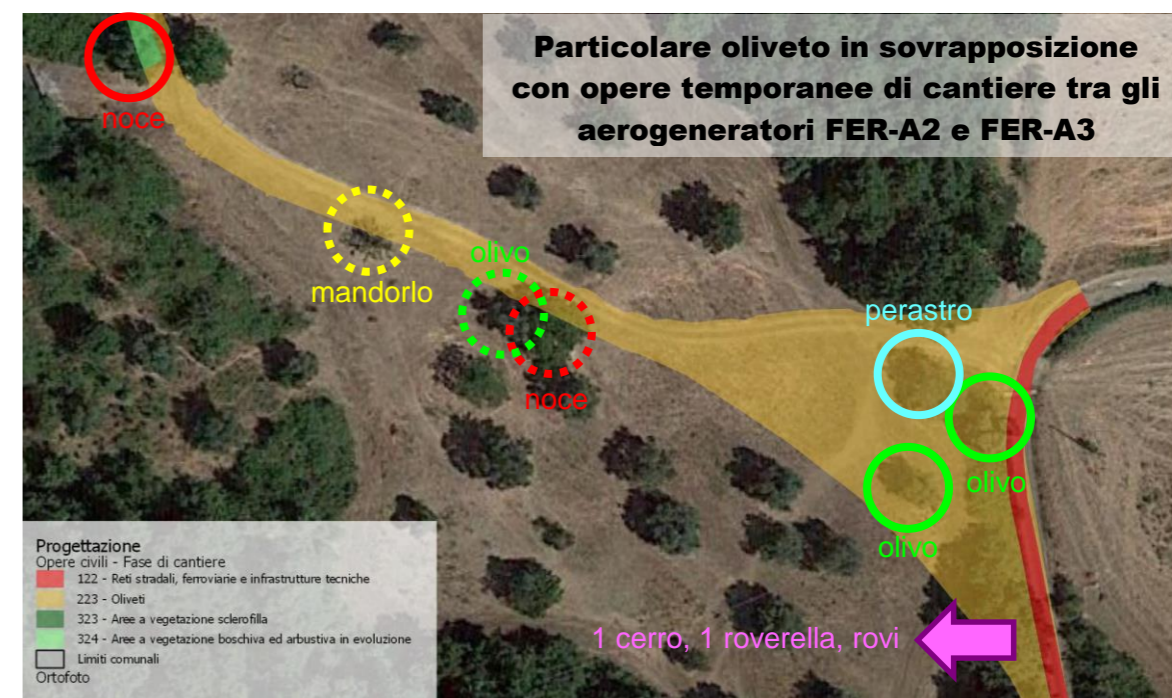 Particolare oliveto in sovrapposizione
con opere temporanee di cantiere tra gli
aerogeneratori FER-A2 e FER-A3
noce
mandorlo
olivo
noce
perastro
olivo
olivo
1 cerro, 1 roverella, rovi
Progettazione
Opere civili - Fase di cantiere
122 - Reti stradali, ferroviarie e infrastrutture tecniche
223 - Oliveti
323 - Aree a vegetazione sclerofilla
324 - Aree a vegetazione boschiva ed arbustiva in evoluzione
Limiti comunali
Ortofoto